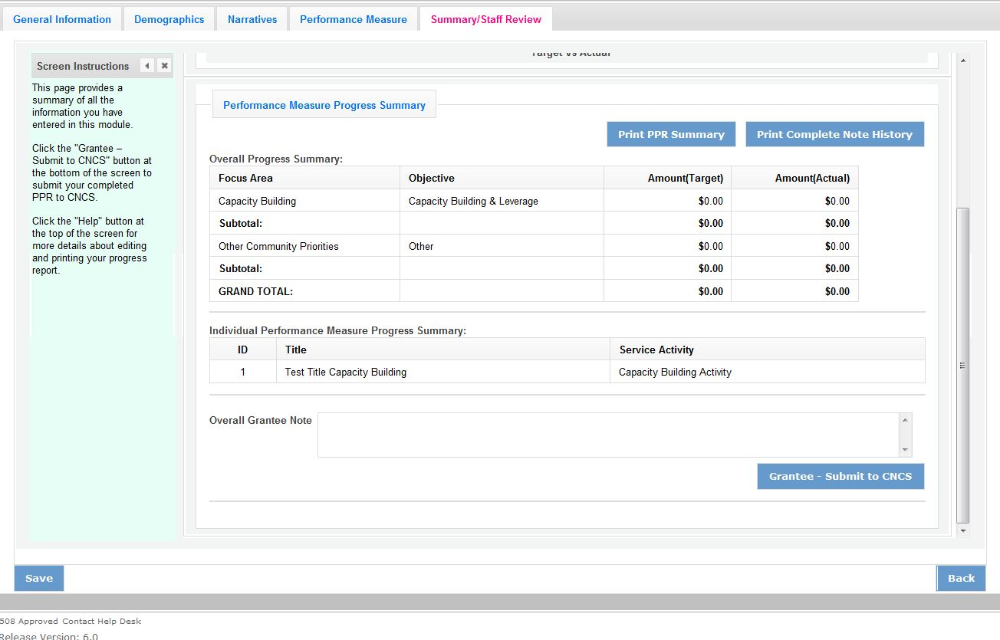 General Information
Demographics
Narratives
Performance Measure
Summary/Staff Review
Screen Instructions
This page provides a
summary of all the
information you have
entered in this module.
Click the "Grantee –
Submit to CNCS" button at
the bottom of the screen to
submit your completed
PPR to CNCS.
Click the "Help" button at
the top of the screen for
more details about editing
and printing your progress
report.
Target Vs Actual
Performance Measure Progress Summary
Print PPR Summary
Print Complete Note History
Overall Progress Summary:
Focus Area Objective Amount(Target) Amount(Actual)
Capacity Building Capacity Building & Leverage $0.00 $0.00
Subtotal: $0.00 $0.00
Other Community Priorities Other $0.00 $0.00
Subtotal: $0.00 $0.00
GRAND TOTAL: $0.00 $0.00
Individual Performance Measure Progress Summary:
ID Title Service Activity
1 Test Title Capacity Building Capacity Building Activity
Overall Grantee Note
Grantee - Submit to CNCS
Save
Back
508 Approved Contact Help Desk
Release Version: 6.0